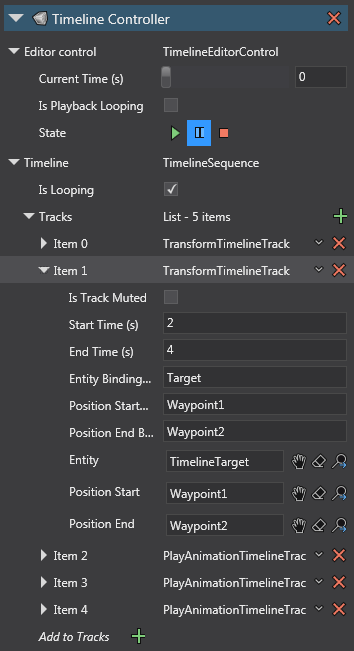 Timeline Controller
Editor control TimelineEditorControl
Current Time (s) 0
Is Playback Looping
State
Timeline TimelineSequence
Is Looping
Tracks List - 5 items
Item 0 TransformTimelineTrack
Item 1 TransformTimelineTrack
Is Track Muted
Start Time (s) 2
End Time (s) 4
Entity Binding... Target
Position Start... Waypoint1
Position End B... Waypoint2
Entity TimelineTarget
Position Start Waypoint1
Position End Waypoint2
Item 2 PlayAnimationTimelineTrac
Item 3 PlayAnimationTimelineTrac
Item 4 PlayAnimationTimelineTrac
Add to Tracks